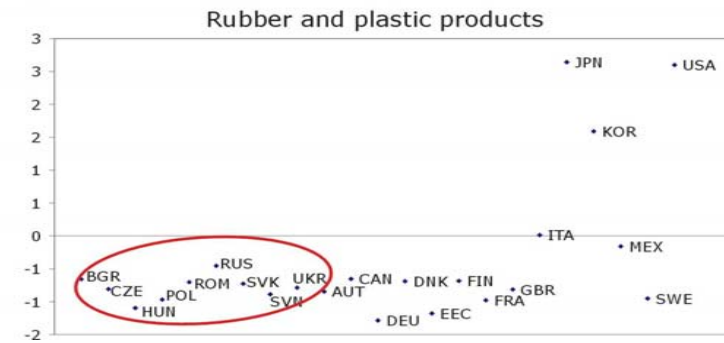 Rubber and plastic products
3
3
2
2
1
1
0
-1
-1
-2
JPN
USA
KOR
ITA
MEX
RUS
BGR
CZE
POL
HUN
ROM
SVK
SVN
UKR
AUT
CAN
DNK
FIN
GBR
FRA
SWE
DEU
EEC